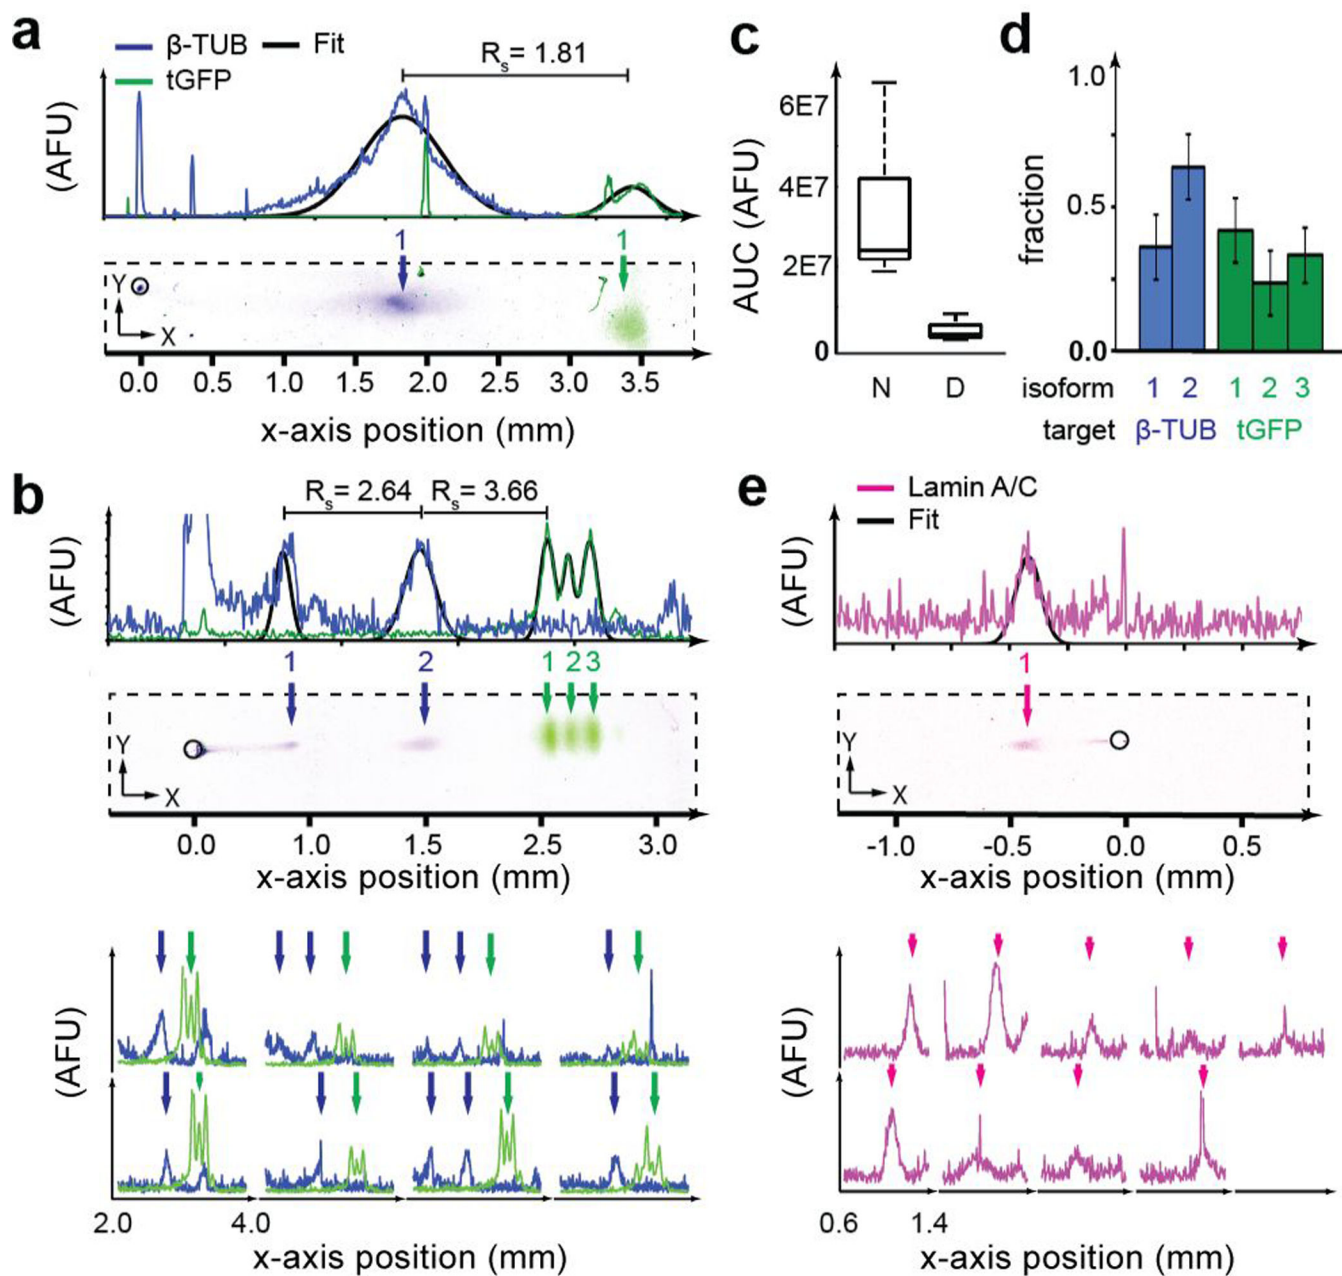 a
β-TUB Fit
tGFP
Rs= 1.81
(AFU)
1 1
Y
X
0.0 0.5 1.0 1.5 2.0 2.5 3.0 3.5
x-axis position (mm)
c
AUC (AFU)
6E7
4E7
2E7
0
N D
d
fraction
1.0
0.5
0.0
isoform 1 2 1 2 3
target β-TUB tGFP
b
Rs= 2.64 Rs= 3.66
(AFU)
1 2 1 2 3
Y
X
0.0 1.0 1.5 2.5 3.0
x-axis position (mm)
(AFU)
2.0 4.0
x-axis position (mm)
e
Lamin A/C
Fit
(AFU)
1
Y
X
-1.0 -0.5 0.0 0.5
x-axis position (mm)
(AFU)
0.6 1.4
x-axis position (mm)